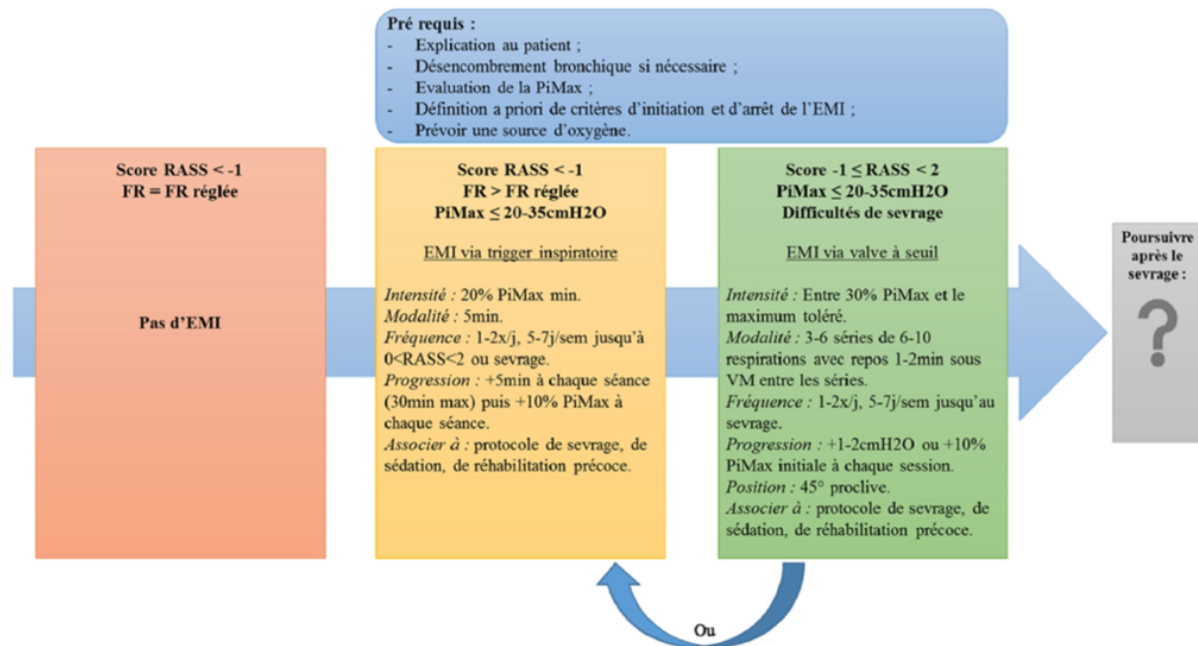 Pré requis :
- Explication au patient ;
- Désencombrement bronchique si nécessaire ;
- Evaluation de la PiMax ;
- Définition a priori de critères d'initiation et d'arrêt de l'EMI ;
- Prévoir une source d'oxygène.
Score RASS < -1
FR = FR réglée
Pas d'EMI
Score RASS < -1
FR > FR réglée
PiMax ≤ 20-35cmH2O
EMI via trigger inspiratoire
Intensité : 20% PiMax min.
Modalité : 5min.
Fréquence : 1-2x/j, 5-7j/sem jusqu'à
0<RASS<2 ou sevrage.
Progression : +5min à chaque séance
(30min max) puis +10% PiMax à
chaque séance.
Associer à : protocole de sevrage, de
sédation, de réhabilitation précoce.
Score -1 ≤ RASS < 2
PiMax ≤ 20-35cmH2O
Difficultés de sevrage
EMI via valve à seuil
Intensité : Entre 30% PiMax et le
maximum toléré.
Modalité : 3-6 séries de 6-10
respirations avec repos 1-2min sous
VM entre les séries.
Fréquence : 1-2x/j, 5-7j/sem jusqu'au
sevrage.
Progression : +1-2cmH2O ou +10%
PiMax initiale à chaque session.
Position : 45° proclive.
Associer à : protocole de sevrage, de
sédation, de réhabilitation précoce.
Poursuivre
après le
sevrage :
?
Ou